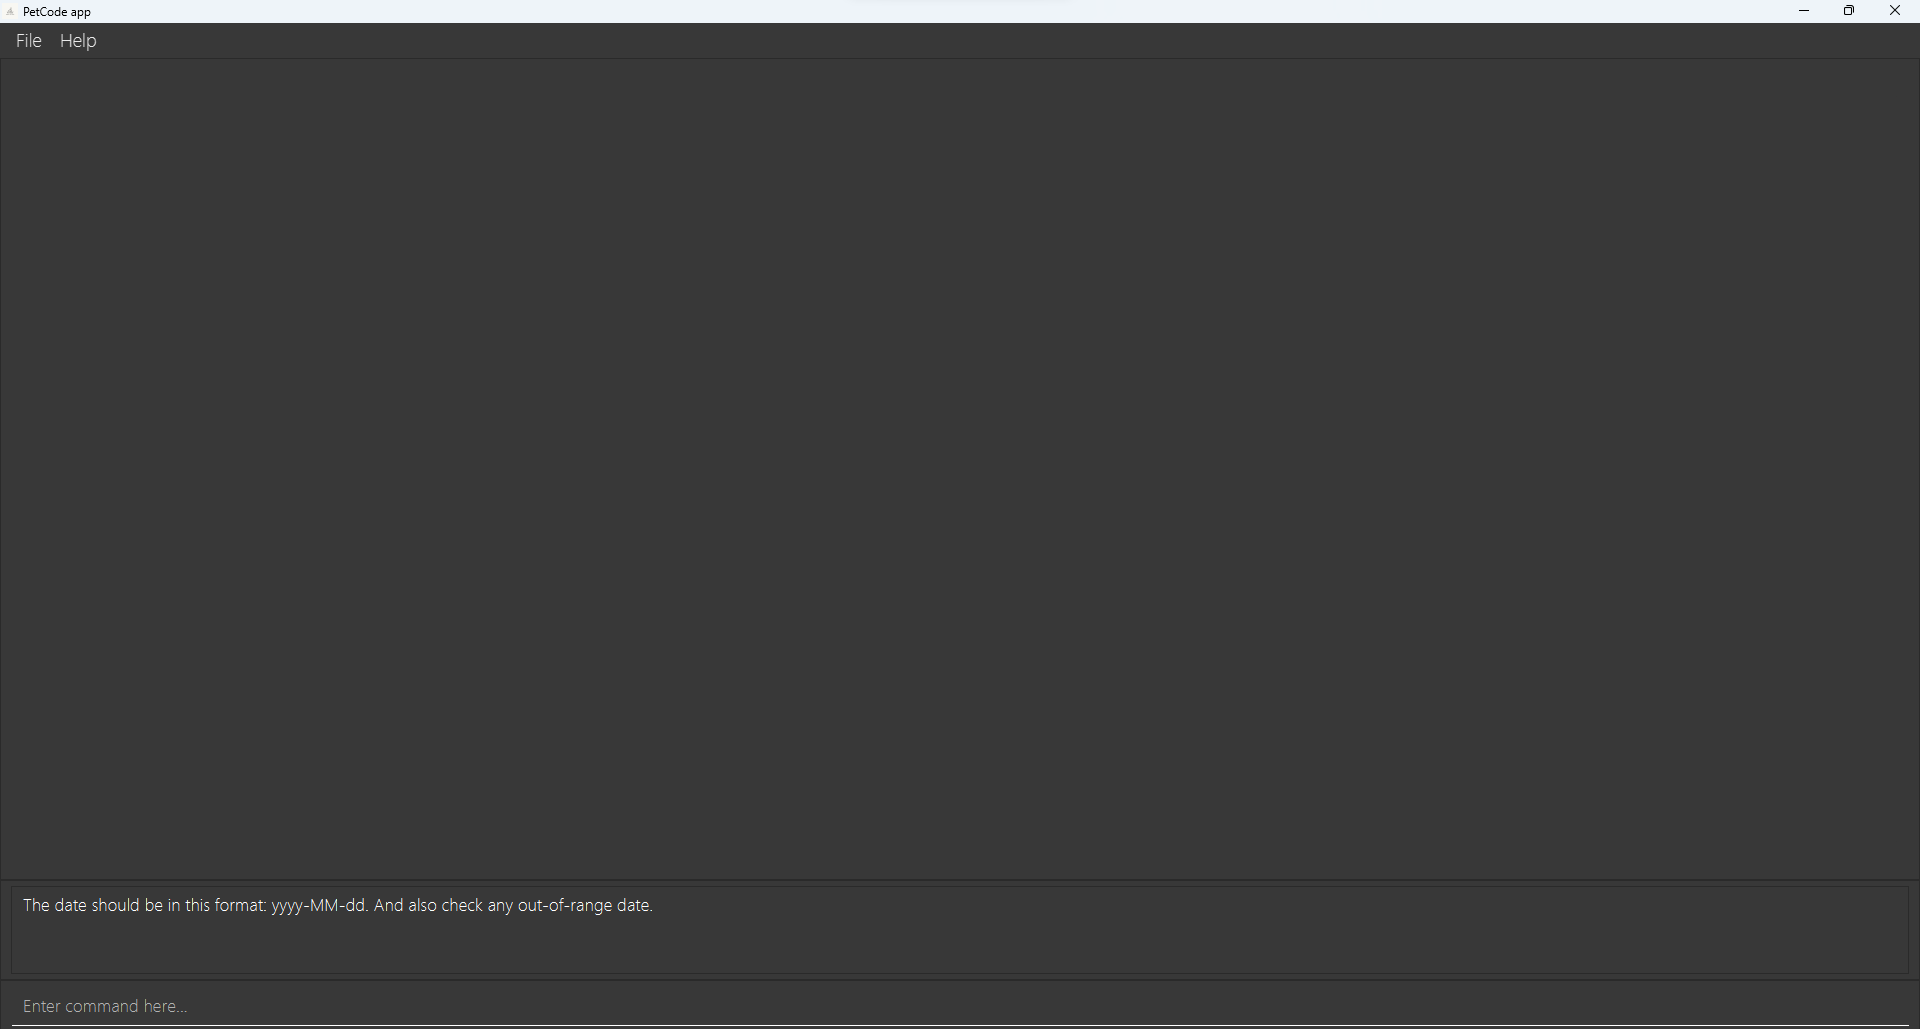 PetCode app
File Help
The date should be in this format: yyyy-MM-dd. And also check any out-of-range date.
Enter command here...